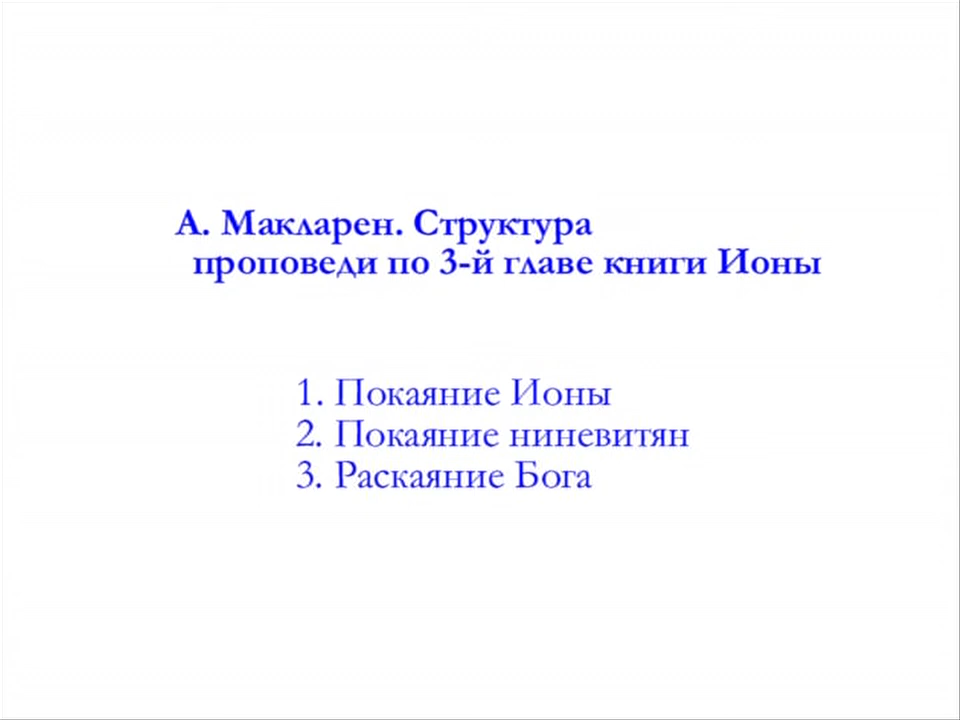 А. Макларен. Структура
проповеди по 3-й главе книги Ионы
1. Покаяние Ионы
2. Покаяние ниневитян
3. Раскаяние Бога